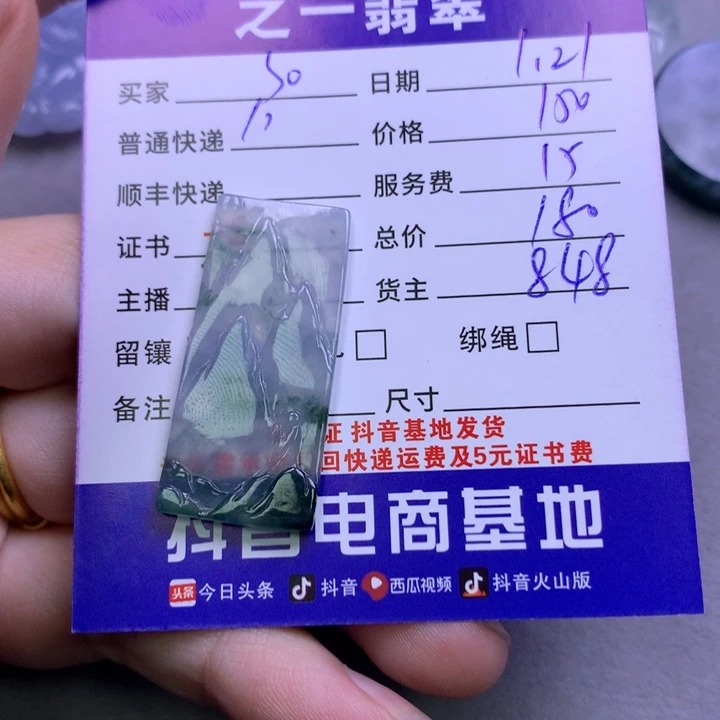 之一翡翠
买家 50 日期 1.21
普通快递 1, 价格 150
顺丰快递 服务费 15
证书 总价 180
主播 货主 848
留镶 绑绳
备注 尺寸
证 抖音基地发货
回快递运费及5元证书费
抖音电商基地
头条 今日头条 抖音 西瓜视频 抖音火山版